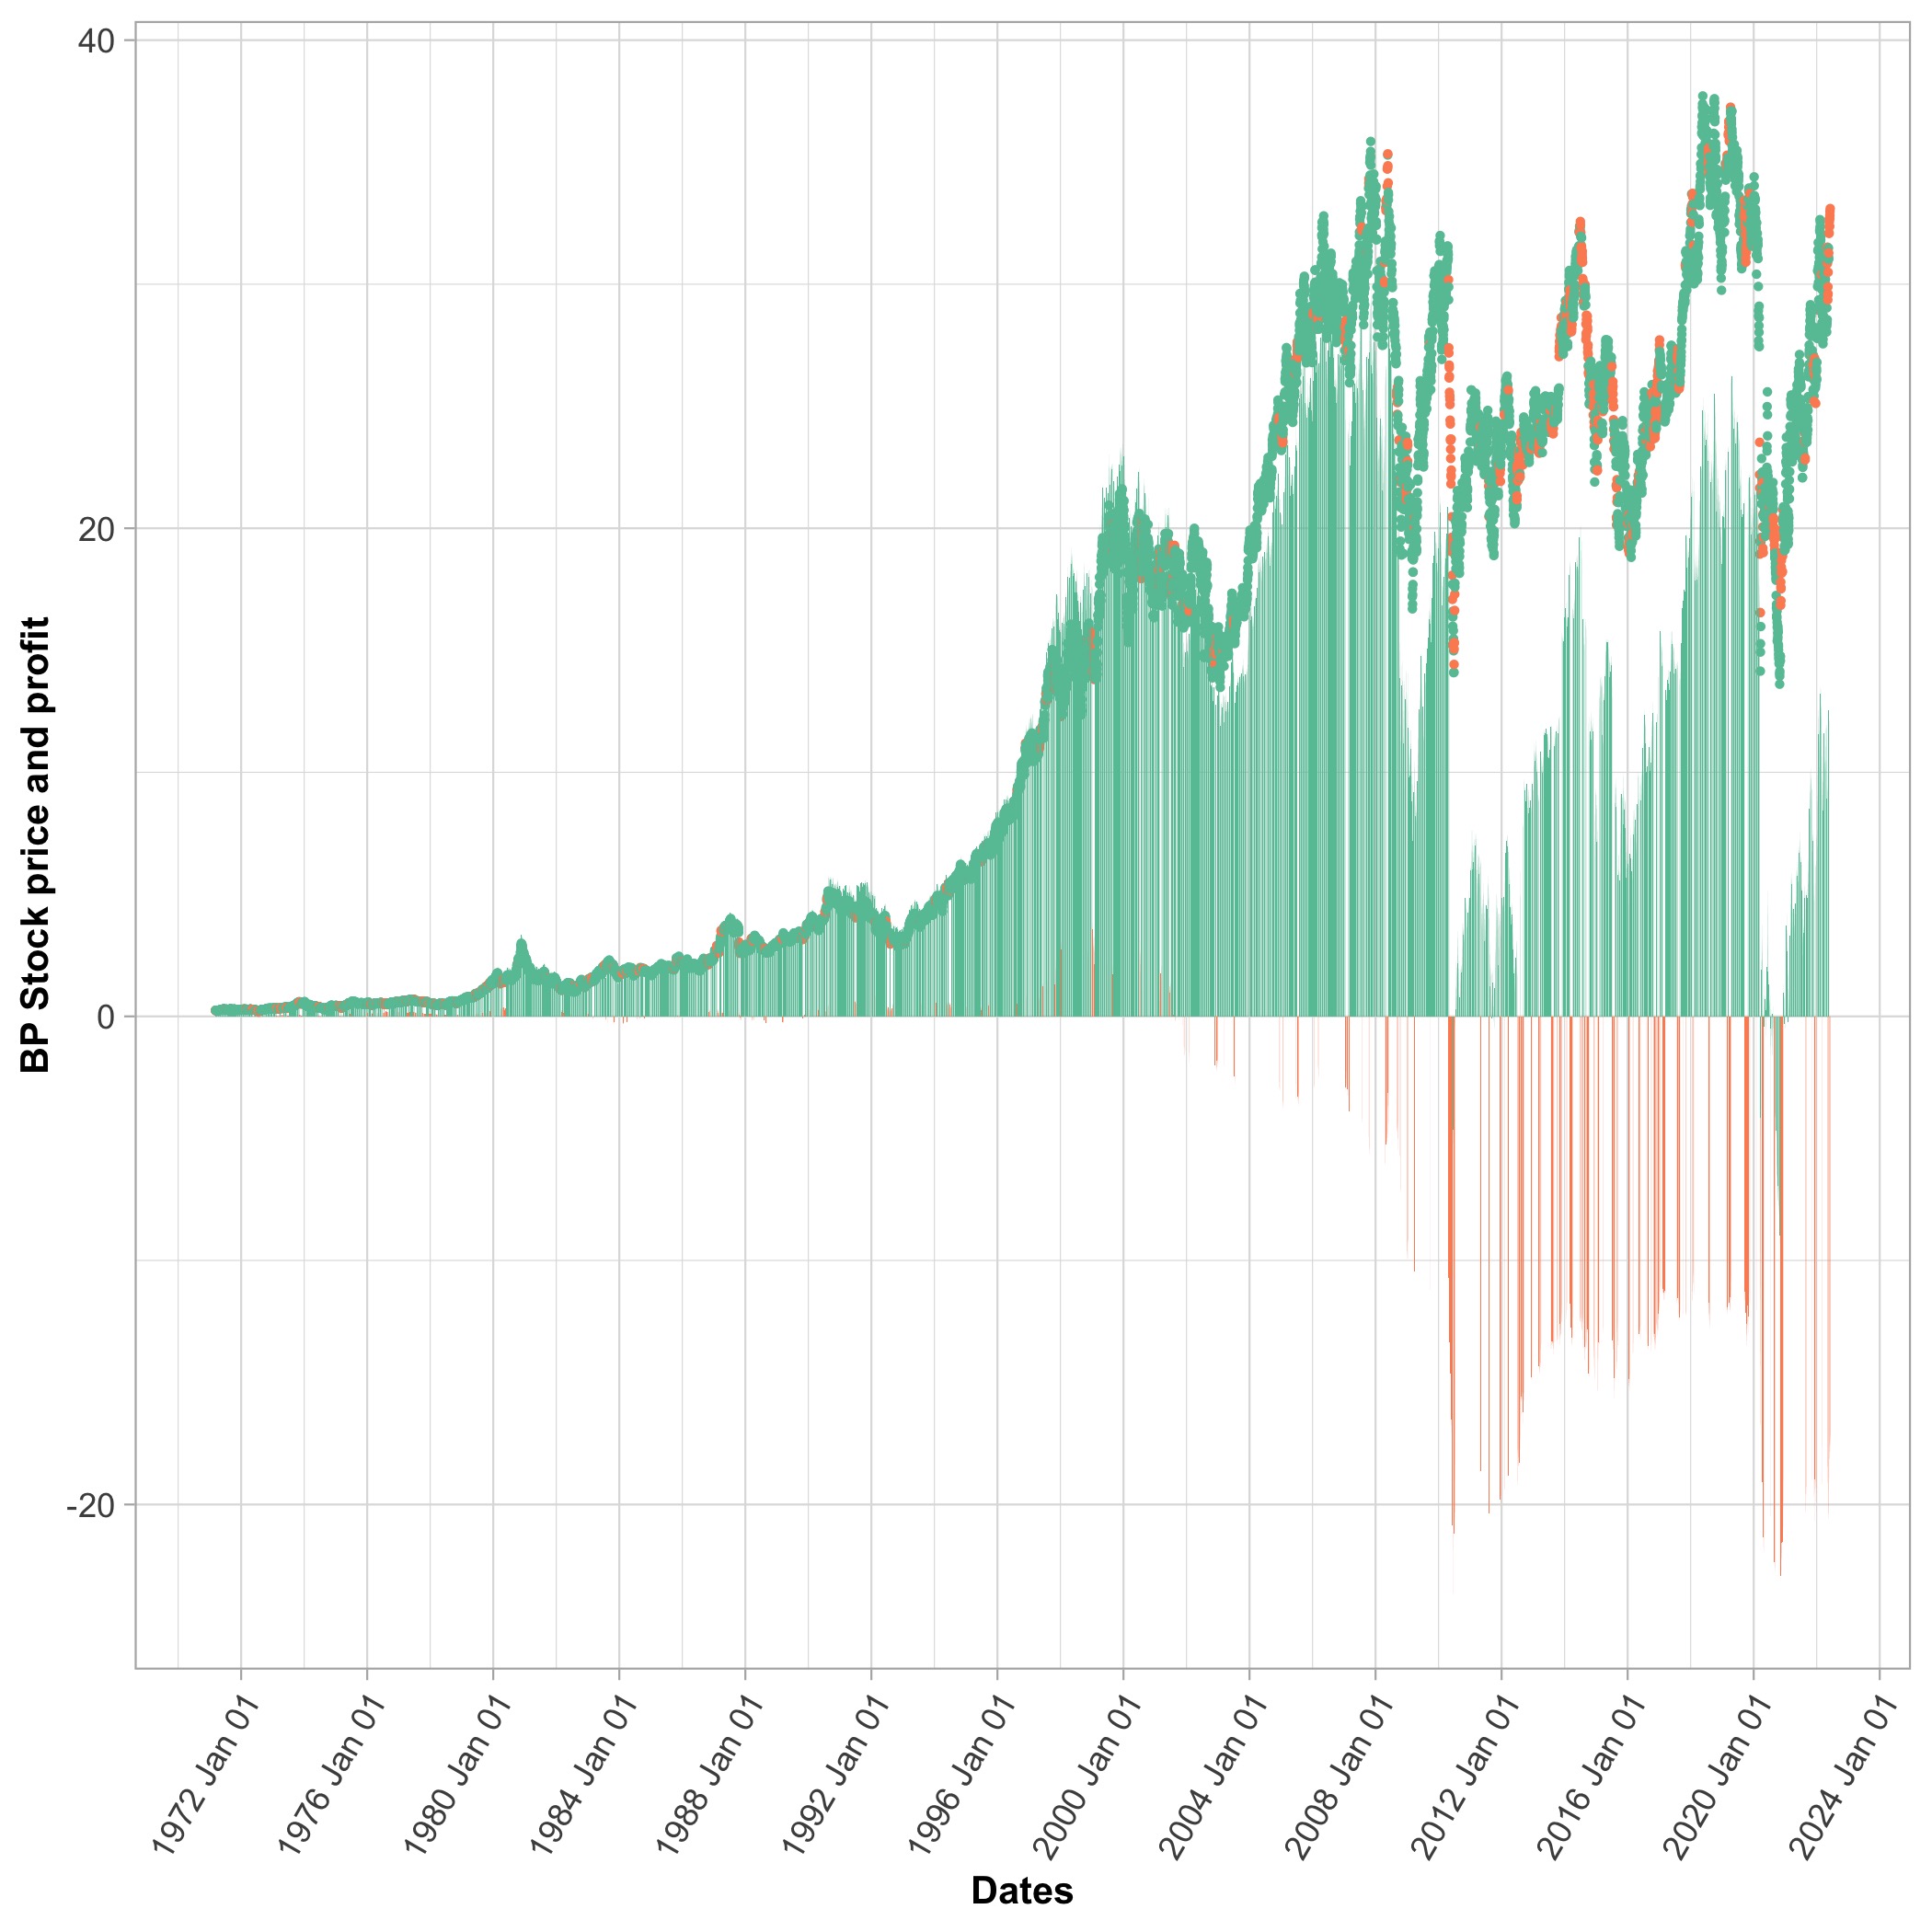 BP Stock price and profit
40
20
0
-20
1972 Jan 01
1976 Jan 01
1980 Jan 01
1984 Jan 01
1988 Jan 01
1992 Jan 01
1996 Jan 01
2000 Jan 01
2004 Jan 01
2008 Jan 01
2012 Jan 01
2016 Jan 01
2020 Jan 01
2024 Jan 01
Dates